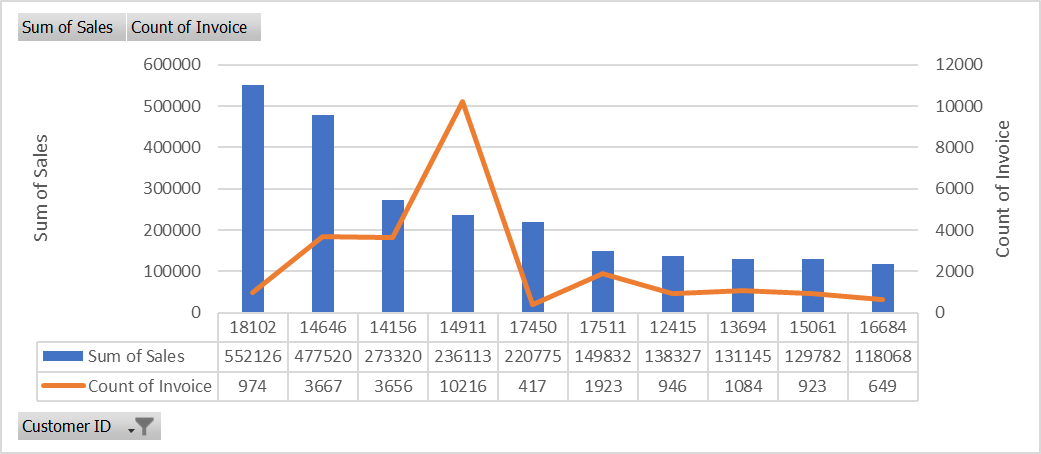 Sum of Sales Count of Invoice
600000 12000
500000 10000
400000 8000
300000 6000
200000 4000
100000 2000
0 0
Sum of Sales
Count of Invoice
18102 14646 14156 14911 17450 17511 12415 13694 15061 16684
Sum of Sales 552126 477520 273320 236113 220775 149832 138327 131145 129782 118068
Count of Invoice 974 3667 3656 10216 417 1923 946 1084 923 649
Customer ID